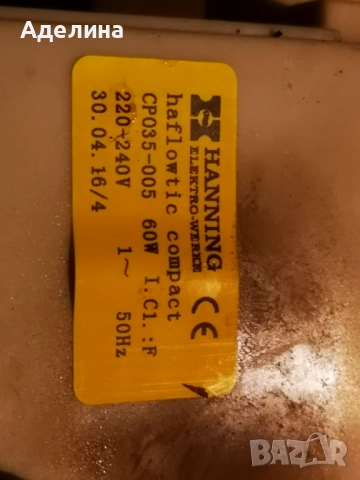 Аделина
HANNING
ELEKTRO-WERKE
CE
haflowtic compact
CP035-005 60W I.Cl.:F
220-240V 1~ 50Hz
30.04.16/4
BAZAR